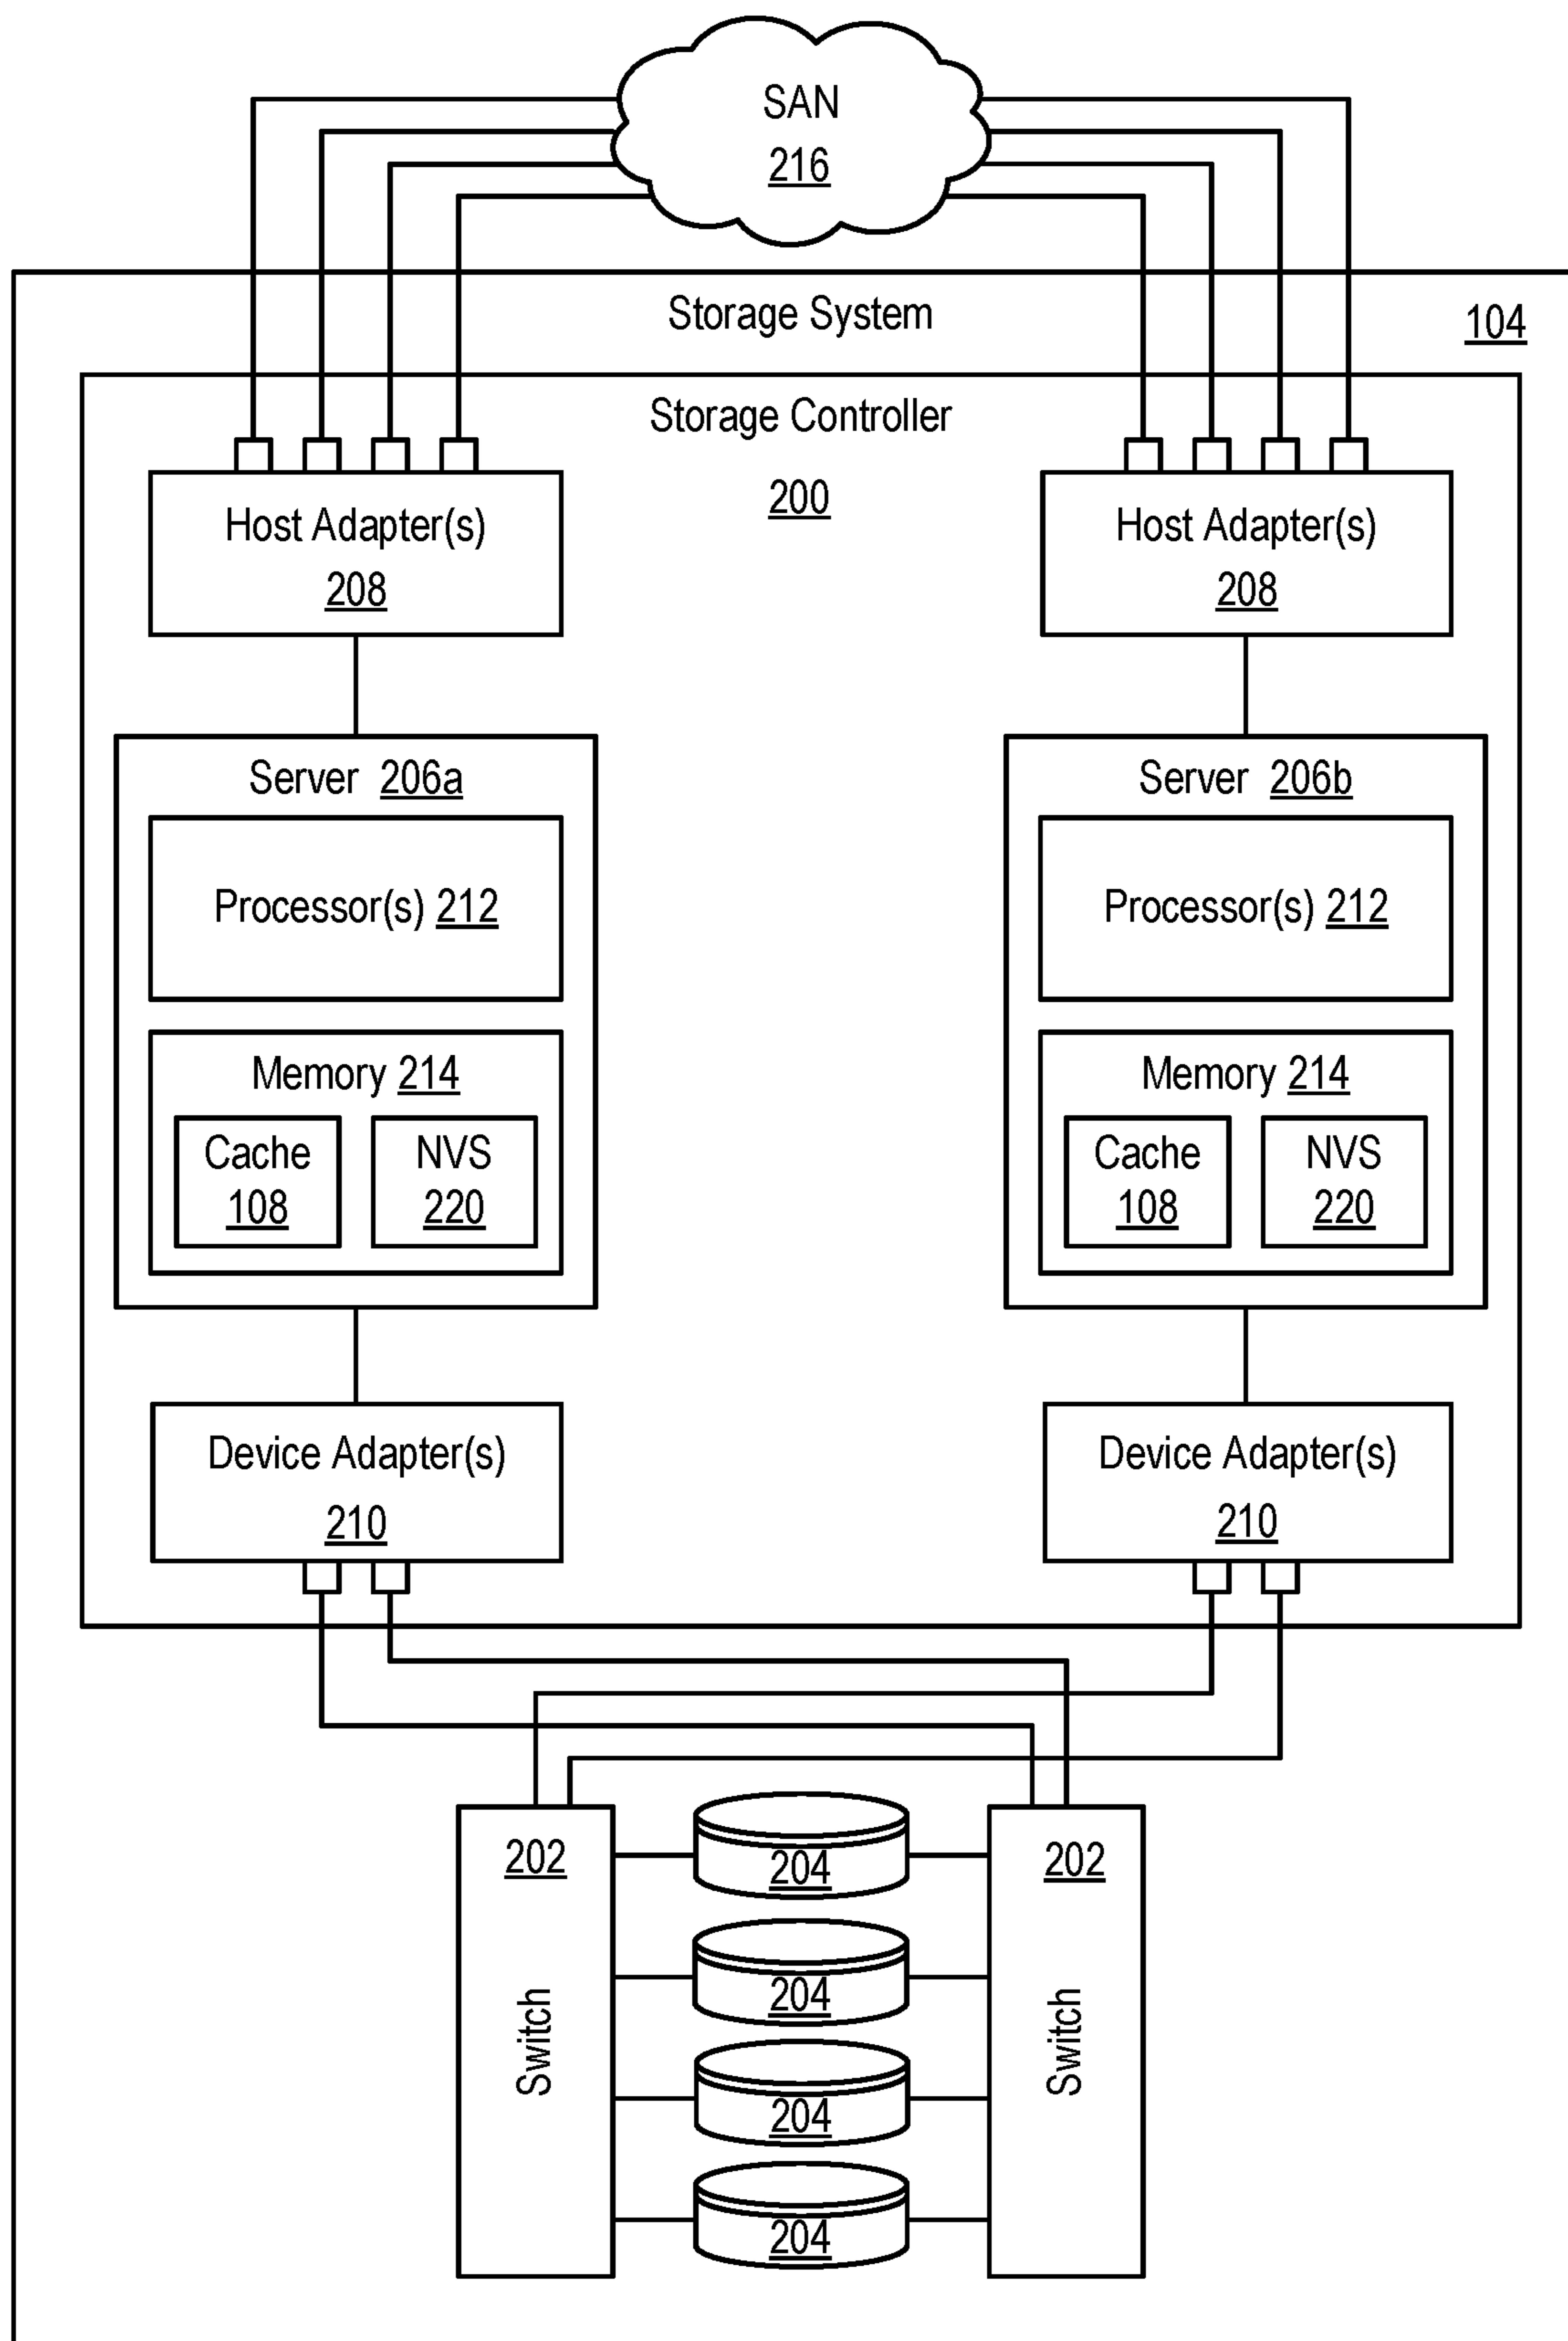 SAN
216
Storage System
104
Storage Controller
200
Host Adapter(s)
208
Host Adapter(s)
208
Server 206a
Processor(s) 212
Memory 214
Cache
108
NVS
220
Server 206b
Processor(s) 212
Memory 214
Cache
108
NVS
220
Device Adapter(s)
210
Device Adapter(s)
210
202
Switch
204
204
204
204
202
Switch